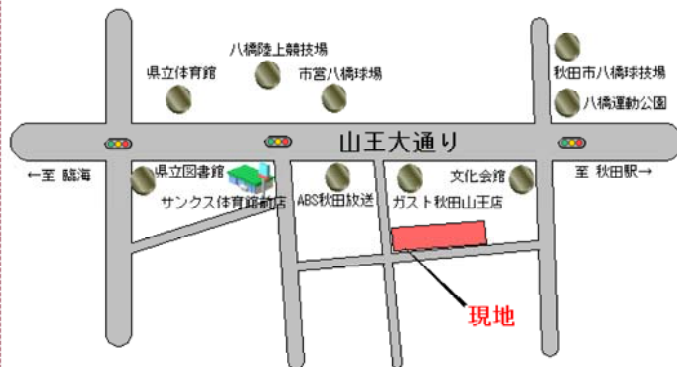 八橋陸上競技場
県立体育館
市営八橋球場
秋田市八橋球技場
八橋運動公園
山王大通り
←至 臨海
県立図書館
文化会館
至 秋田駅→
サンクス体育館前店
ABS秋田放送
ガスト秋田山王店
現地